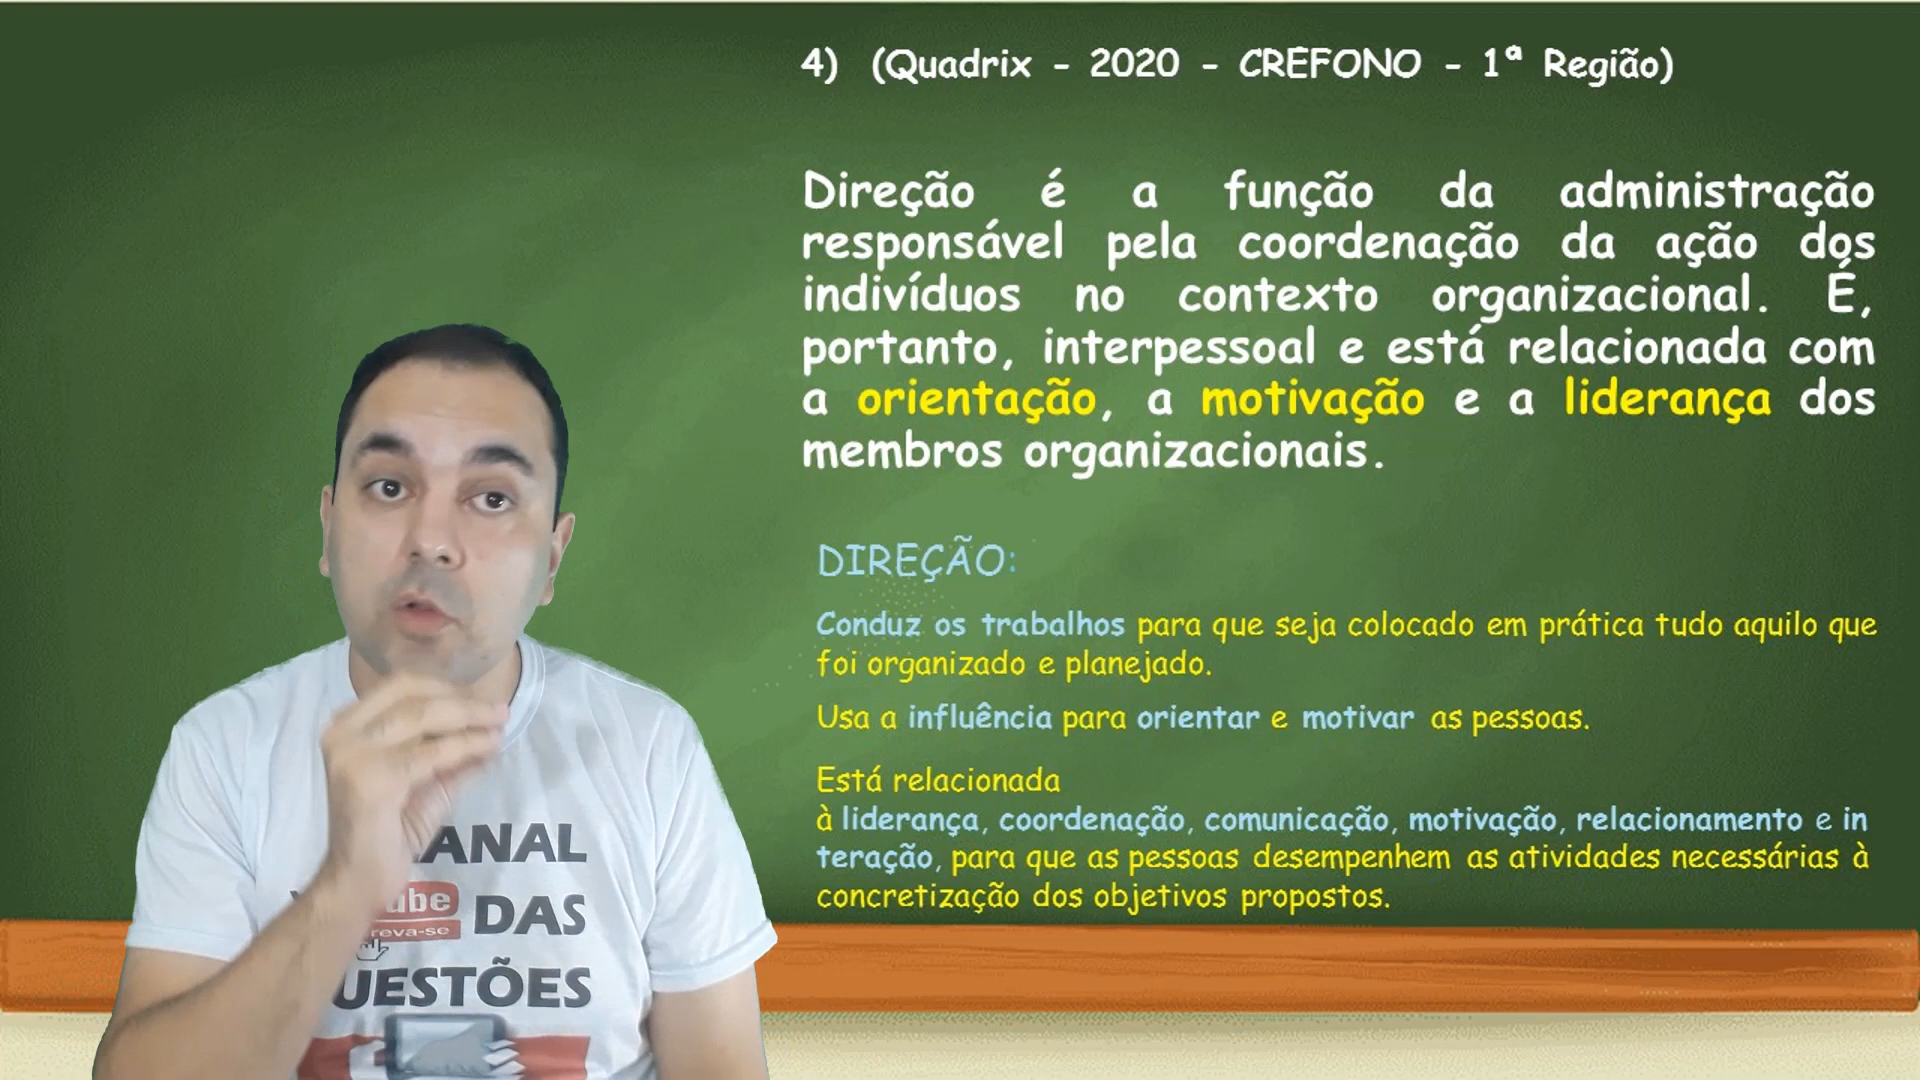 4) (Quadrix - 2020 - CREFONO - 1ª Região)
Direção é a função da administração
responsável pela coordenação da ação dos
indivíduos no contexto organizacional. É,
portanto, interpessoal e está relacionada com
a orientação, a motivação e a liderança dos
membros organizacionais.
DIREÇÃO:
Conduz os trabalhos para que seja colocado em prática tudo aquilo que
foi organizado e planejado.
Usa a influência para orientar e motivar as pessoas.
Está relacionada
à liderança, coordenação, comunicação, motivação, relacionamento e in
teração, para que as pessoas desempenhem as atividades necessárias à
concretização dos objetivos propostos.
ANAL
ube
reva-se
DAS
UESTÕES